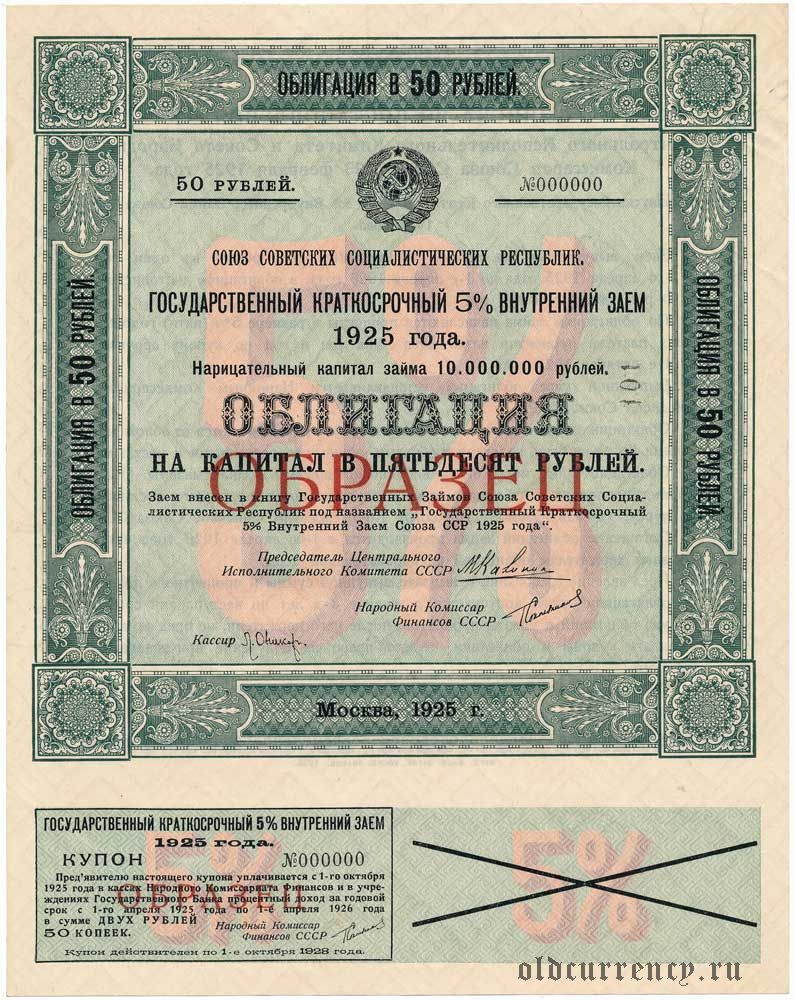 ОБЛИГАЦИЯ В 50 РУБЛЕЙ.
ОБЛИГАЦИЯ В 50 РУБЛЕЙ.
ОБЛИГАЦИЯ В 50 РУБЛЕЙ.
50 РУБЛЕЙ.
№000000
СОЮЗ СОВЕТСКИХ СОЦИАЛИСТИЧЕСКИХ РЕСПУБЛИК.
ГОСУДАРСТВЕННЫЙ КРАТКОСРОЧНЫЙ 5% ВНУТРЕННИЙ ЗАЕМ
1925 года.
Нарицательный капитал займа 10.000.000 рублей.
101
ОБЛИГАЦИЯ
НА КАПИТАЛ В ПЯТЬДЕСЯТ РУБЛЕЙ.
ОБРАЗЕЦ
5%
5%
Заем внесен в книгу Государственных Займов Союза Советских Социа-
листических Республик под названием „Государственный Краткосрочный
5% Внутренний Заем Союза ССР 1925 года“.
Председатель Центрального
Исполнительного Комитета СССР М Калинин
Народный Комиссар
Финансов СССР
Кассир
Москва, 1925 г.
ГОСУДАРСТВЕННЫЙ КРАТКОСРОЧНЫЙ 5% ВНУТРЕННИЙ ЗАЕМ
1925 года.
КУПОН №000000
Пред'явителю настоящего купона уплачивается с 1-го октября
1925 года в кассах Народного Комиссариата Финансов и в учре-
ждениях Государственного Банка процентный доход за годовой
срок с 1-го апреля 1925 года по 1-е апреля 1926 года
в сумме ДВУХ РУБЛЕЙ
50 КОПЕЕК.
Народный Комиссар
Финансов СССР
ОБРАЗЕЦ
5%
Купон действителен по 1-е октября 1928 года.
5%
oldcurrency.ru